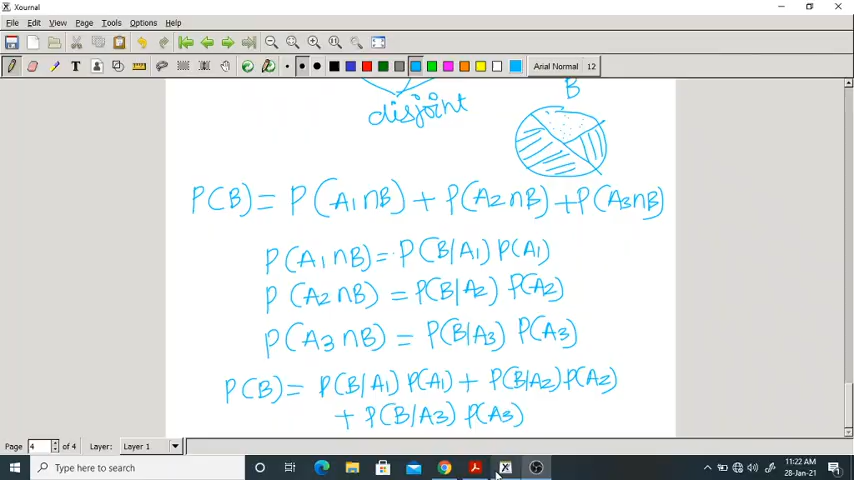 Xournal
File Edit View Page Tools Options Help
Arial Normal 12
disjoint
B
P(B) = P(A1∩B) + P(A2∩B) + P(A3∩B)
P(A1∩B) = P(B|A1) P(A1)
P(A2∩B) = P(B|A2) P(A2)
P(A3∩B) = P(B|A3) P(A3)
P(B) = P(B|A1) P(A1) + P(B|A2) P(A2)
+ P(B|A3) P(A3)
Page 4 of 4 Layer: Layer 1
Type here to search
11:22 AM
28-Jan-21